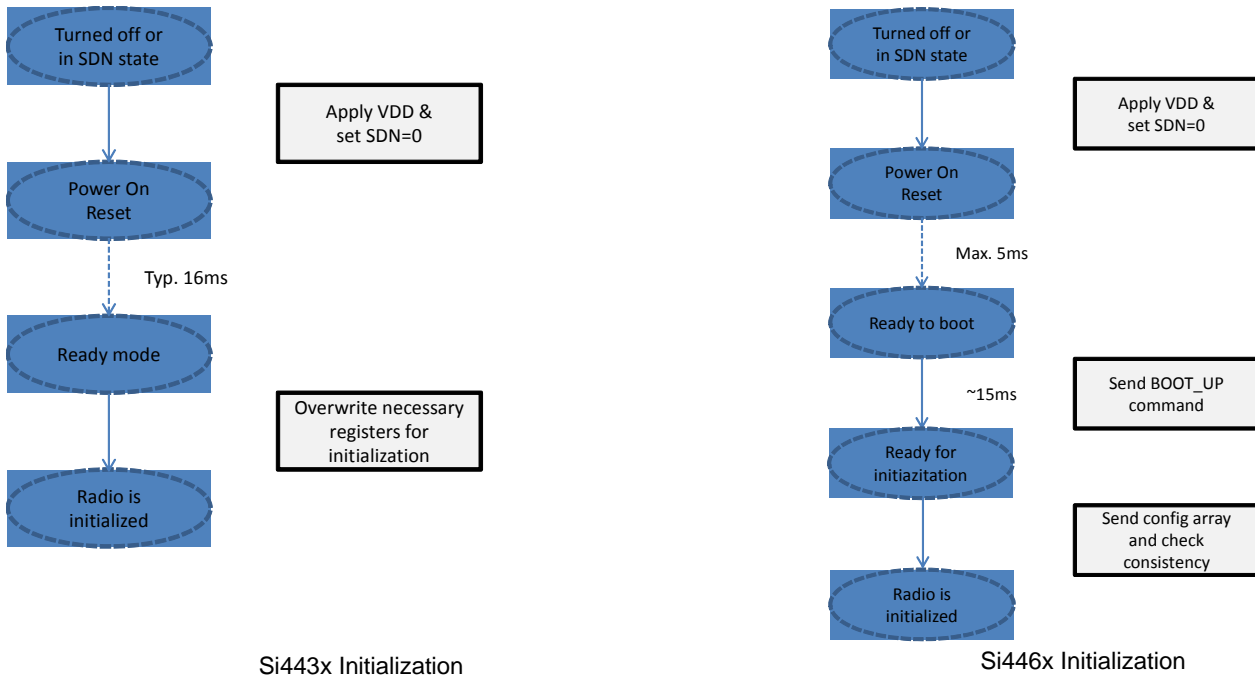 Turned off or
in SDN state
Apply VDD &
set SDN=0
Power On
Reset
Typ. 16ms
Ready mode
Overwrite necessary
registers for
initialization
Radio is
initialized
Si443x Initialization
Turned off or
in SDN state
Apply VDD &
set SDN=0
Power On
Reset
Max. 5ms
Ready to boot
~15ms
Send BOOT_UP
command
Ready for
initiazitation
Send config array
and check
consistency
Radio is
initialized
Si446x Initialization